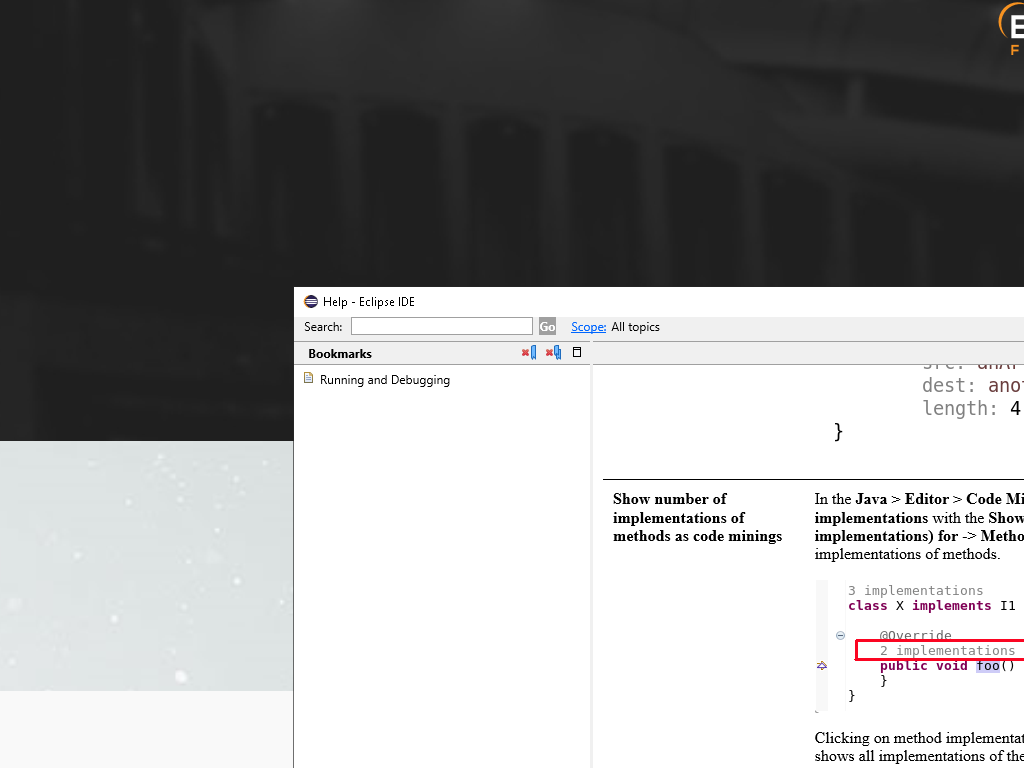 E
F
Help - Eclipse IDE
Search: Go Scope: All topics
Bookmarks
Running and Debugging
dest: anot
length: 4
}
Show number of
implementations of
methods as code minings
In the Java > Editor > Code Mi
implementations with the Show
implementations) for -> Metho
implementations of methods.
3 implementations
class X implements I1
@Override
2 implementations
public void foo()
}
}
Clicking on method implementat
shows all implementations of the